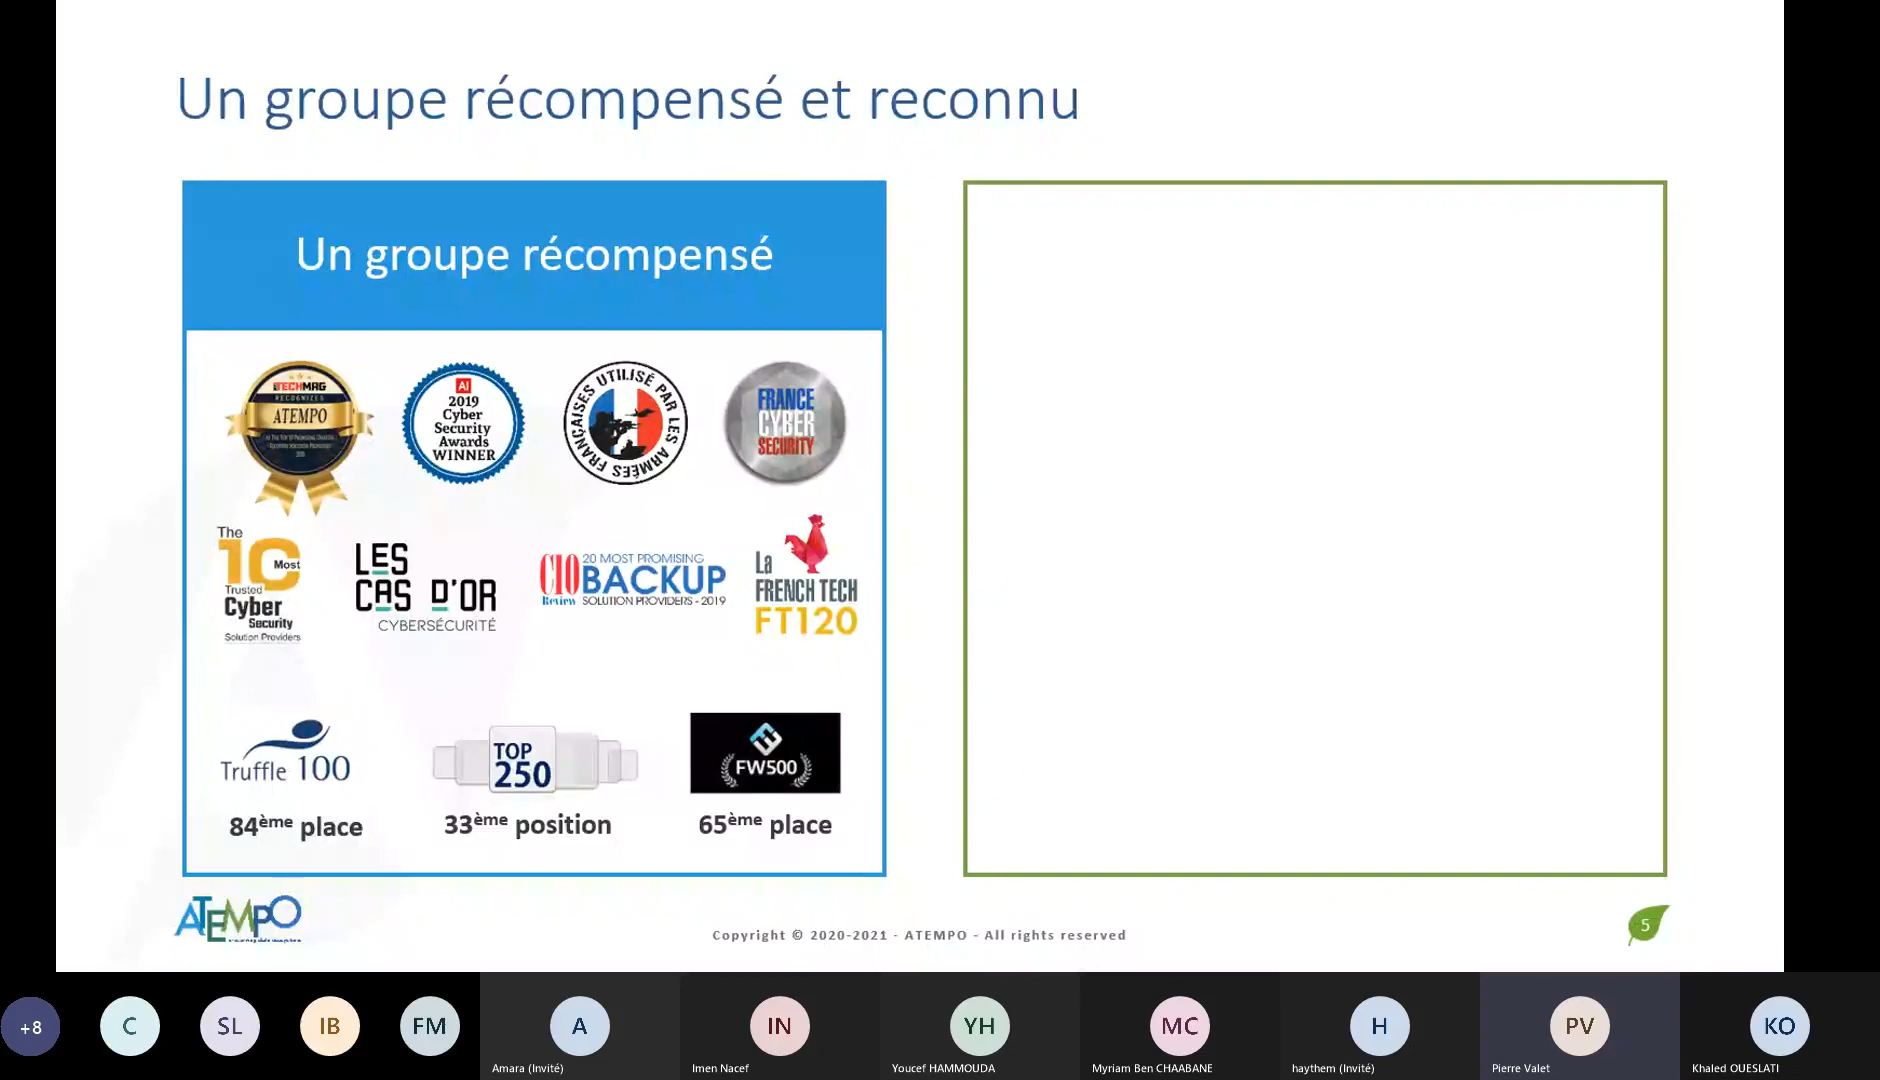 Un groupe récompensé et reconnu
Un groupe récompensé
TECHMAG
RECOGNIZES
ATEMPO
AI
2019
Cyber
Security
Awards
WINNER
UTILISÉ PAR LES ARMÉES FRANÇAISES
FRANCE
CYBER
SECURITY
The
10
Most
Trusted
Cyber
Security
Solution Providers
LES
CAS D'OR
CYBERSÉCURITÉ
CIO
Review
20 MOST PROMISING
BACKUP
SOLUTION PROVIDERS - 2019
La
FRENCH TECH
FT120
Truffle 100
TOP
250
FW500
84ème place
33ème position
65ème place
ATEMPO
Copyright © 2020-2021 - ATEMPO - All rights reserved
5
+8
C
SL
IB
FM
A
IN
YH
MC
H
PV
KO
Amara (Invité)
Imen Nacef
Youcef HAMMOUDA
Myriam Ben CHAABANE
haythem (Invité)
Pierre Valet
Khaled OUESLATI